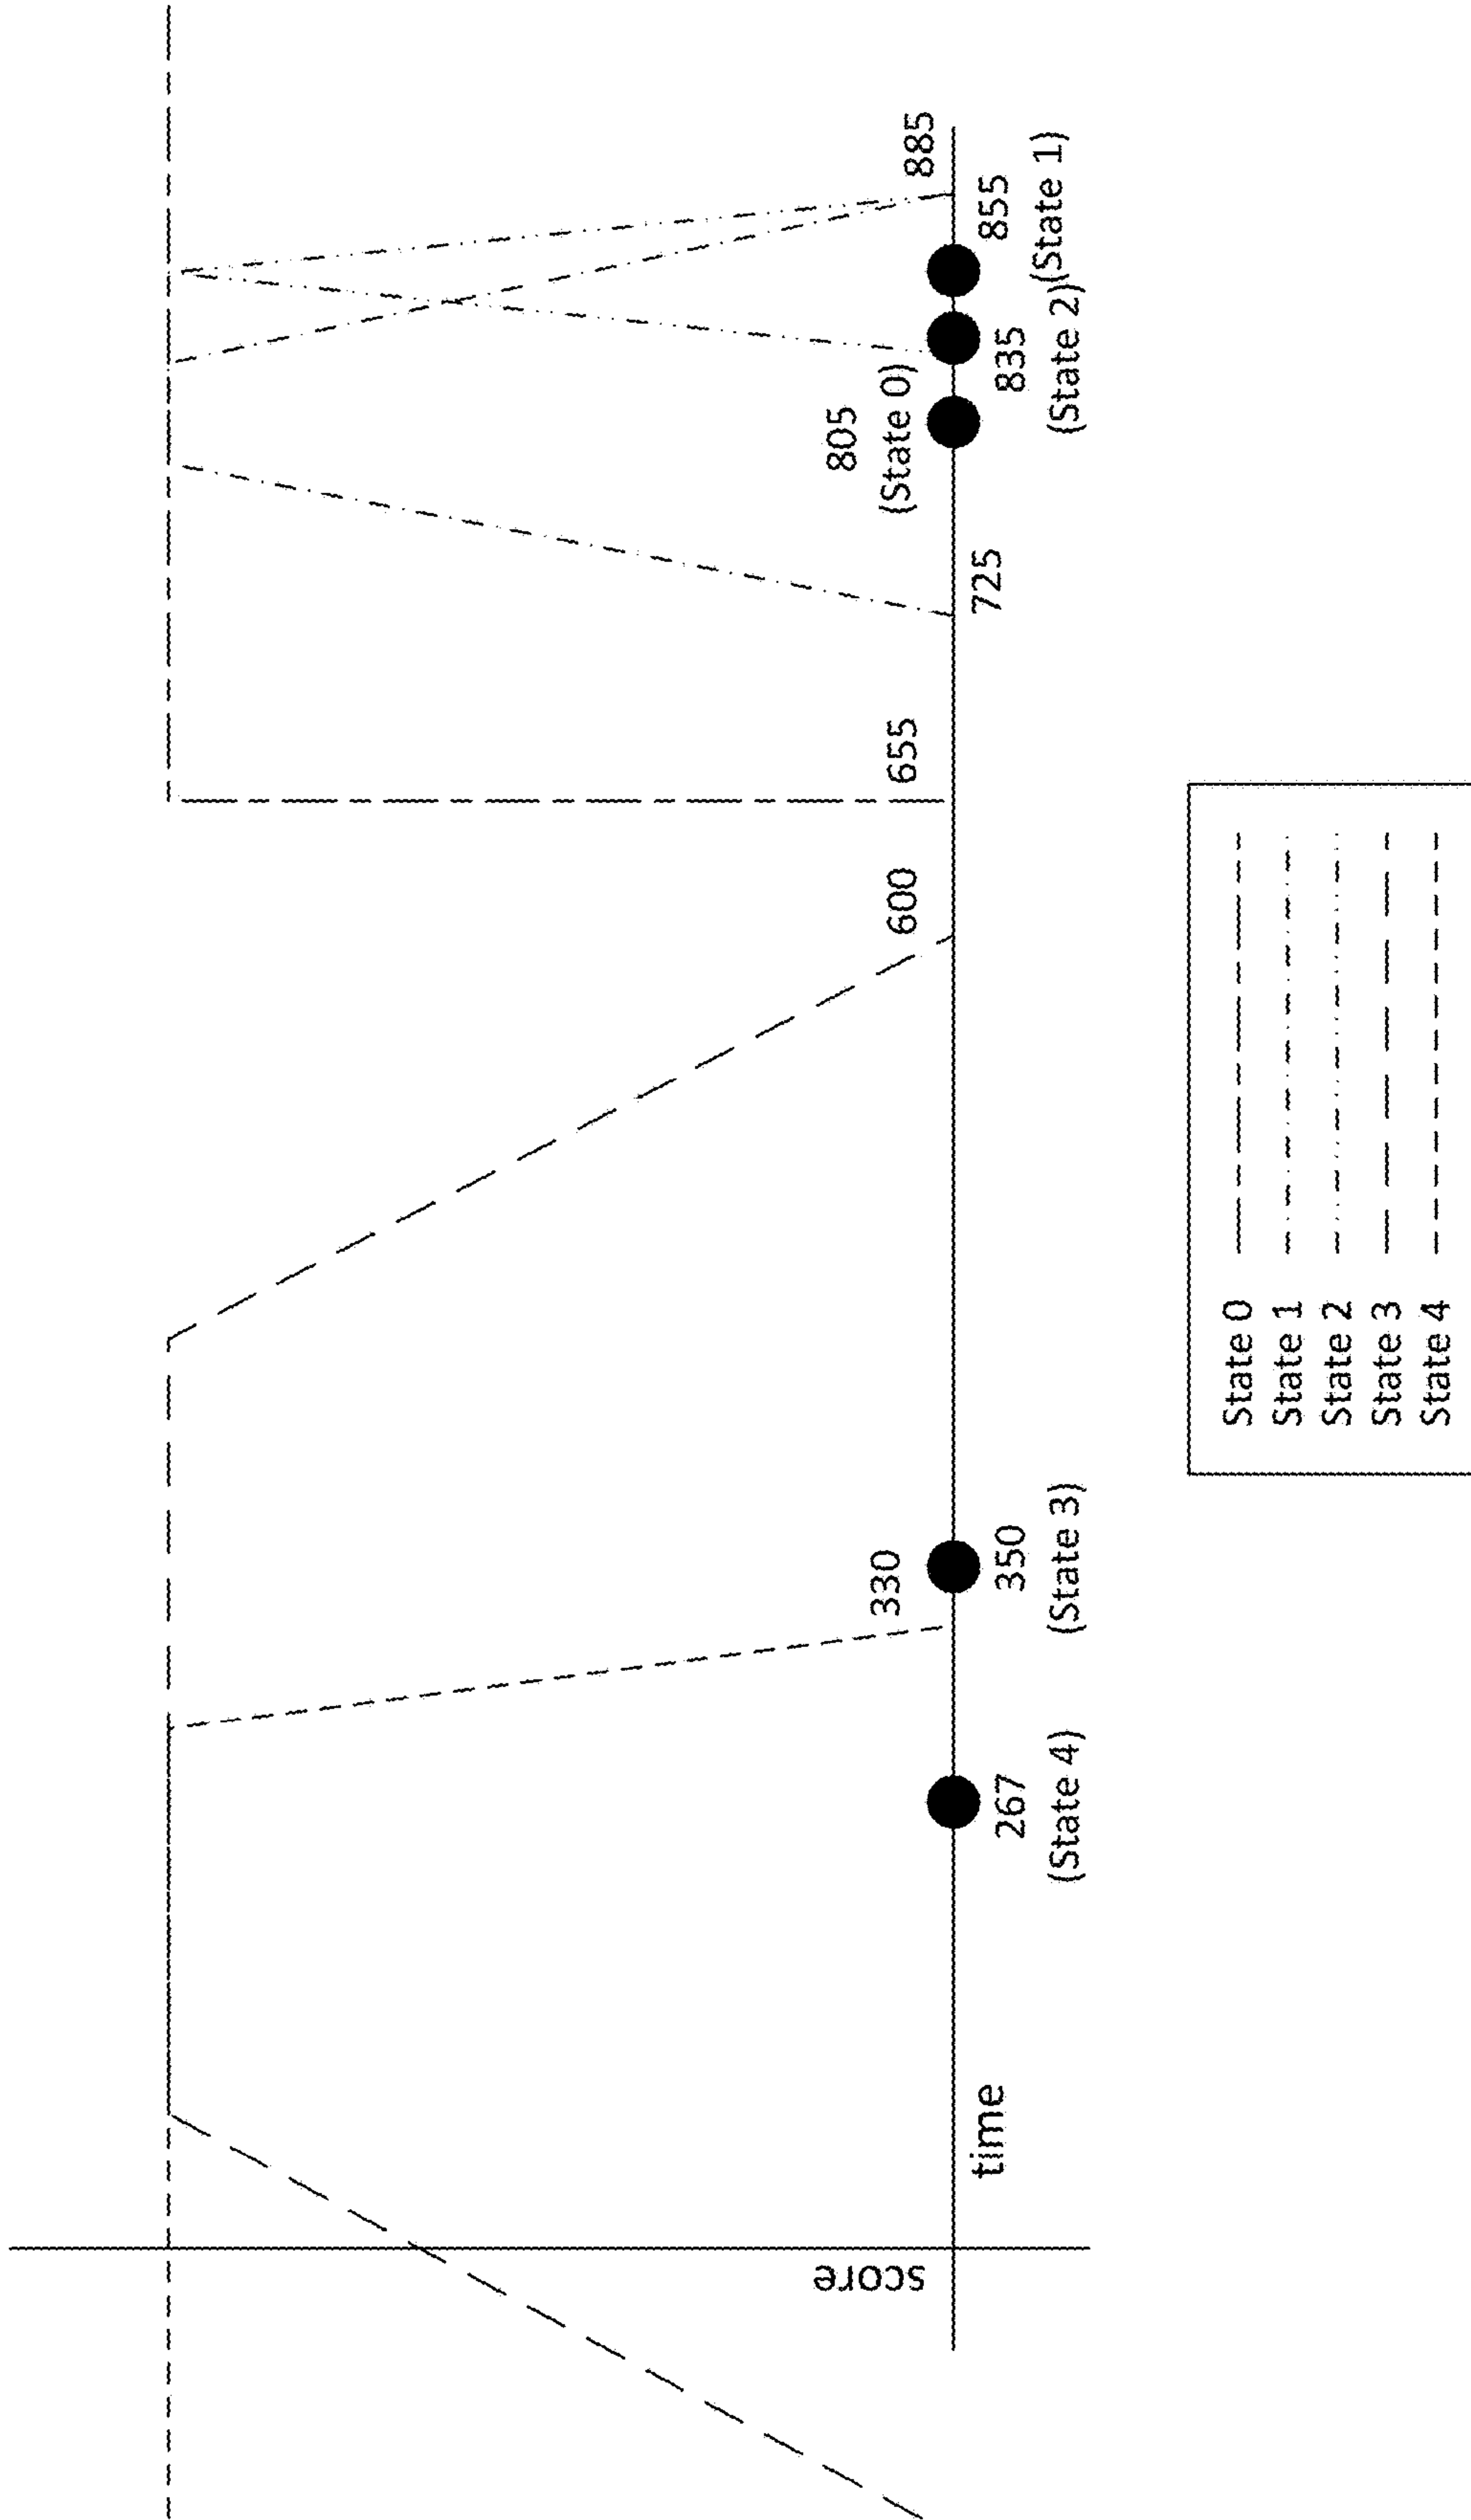 score
time
267
(State 4)
330
350
(State 3)
600
655
725
805
(State 0)
835
(State 2)
855
(State 1)
885
State 0
State 1
State 2
State 3
State 4